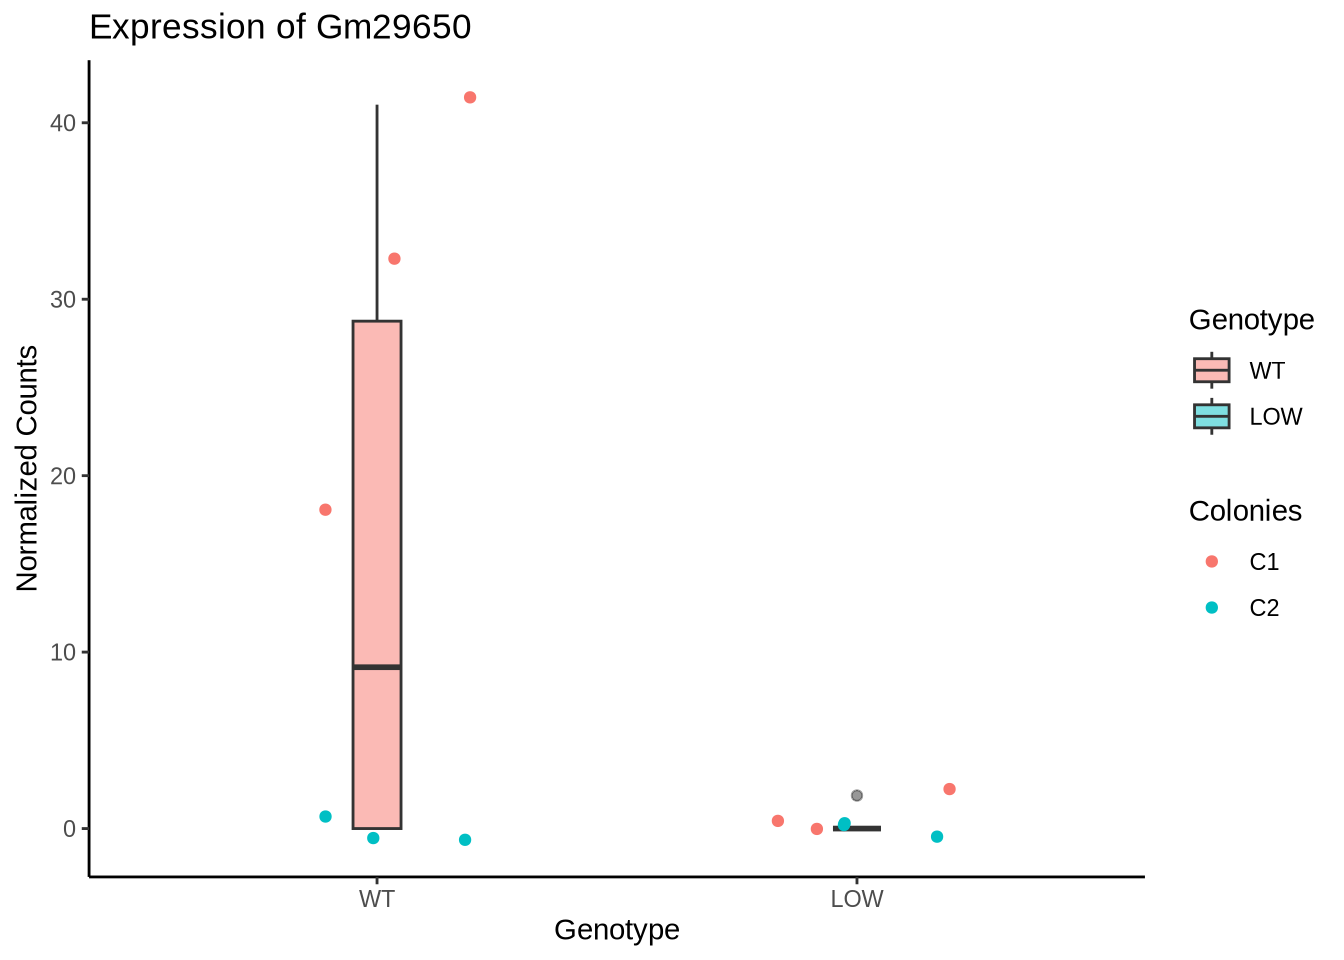 Expression of Gm29650
Normalized Counts
40
30
20
10
0
WT
LOW
Genotype
Genotype
WT
LOW
Colonies
C1
C2